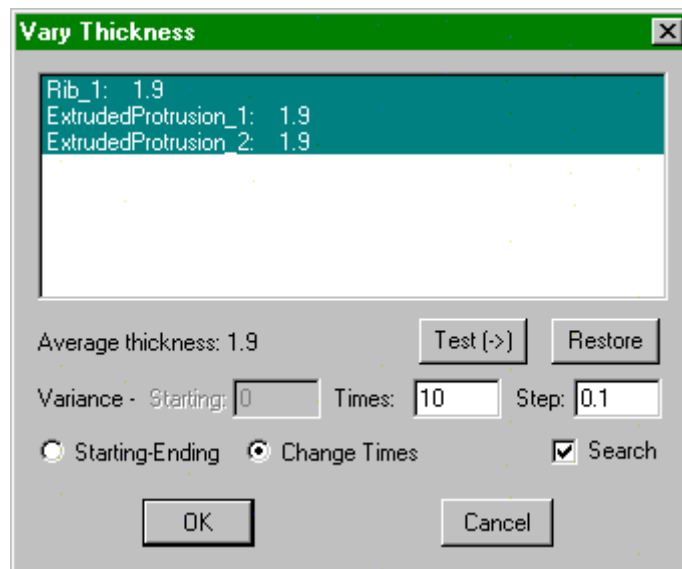 Vary Thickness
Rib_1: 1.9
ExtrudedProtrusion_1: 1.9
ExtrudedProtrusion_2: 1.9
Average thickness: 1.9 Test (->) Restore
Variance - Starting: 0 Times: 10 Step: 0.1
Starting-Ending Change Times Search
OK Cancel